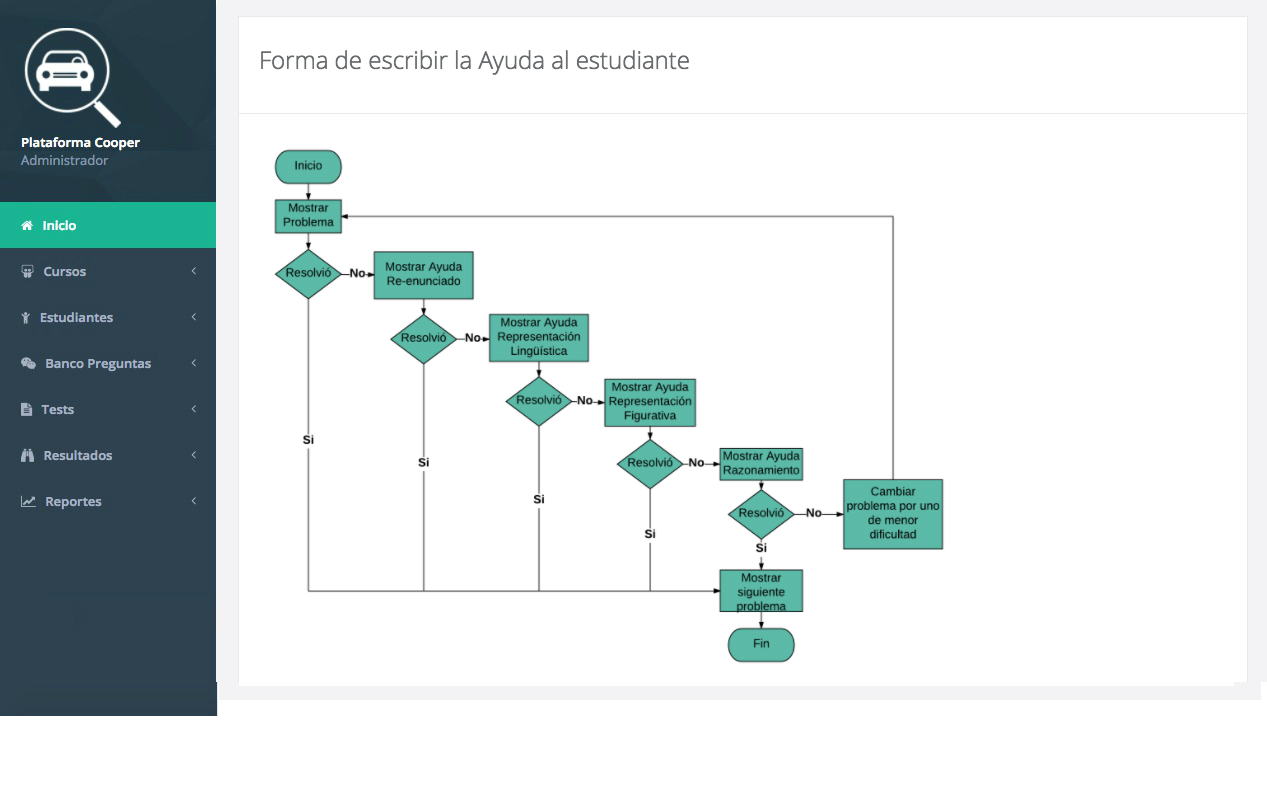 Plataforma Cooper
Administrador
Inicio
Cursos
Estudiantes
Banco Preguntas
Tests
Resultados
Reportes
Forma de escribir la Ayuda al estudiante
Inicio
Mostrar
Problema
Resolvió
No
Mostrar Ayuda
Re-enunciado
Resolvió
No
Mostrar Ayuda
Representación
Lingüística
Resolvió
No
Mostrar Ayuda
Representación
Figurativa
Resolvió
No
Mostrar Ayuda
Razonamiento
Resolvió
No
Cambiar
problema por uno
de menor
dificultad
Si
Si
Si
Si
Si
Mostrar
siguiente
problema
Fin